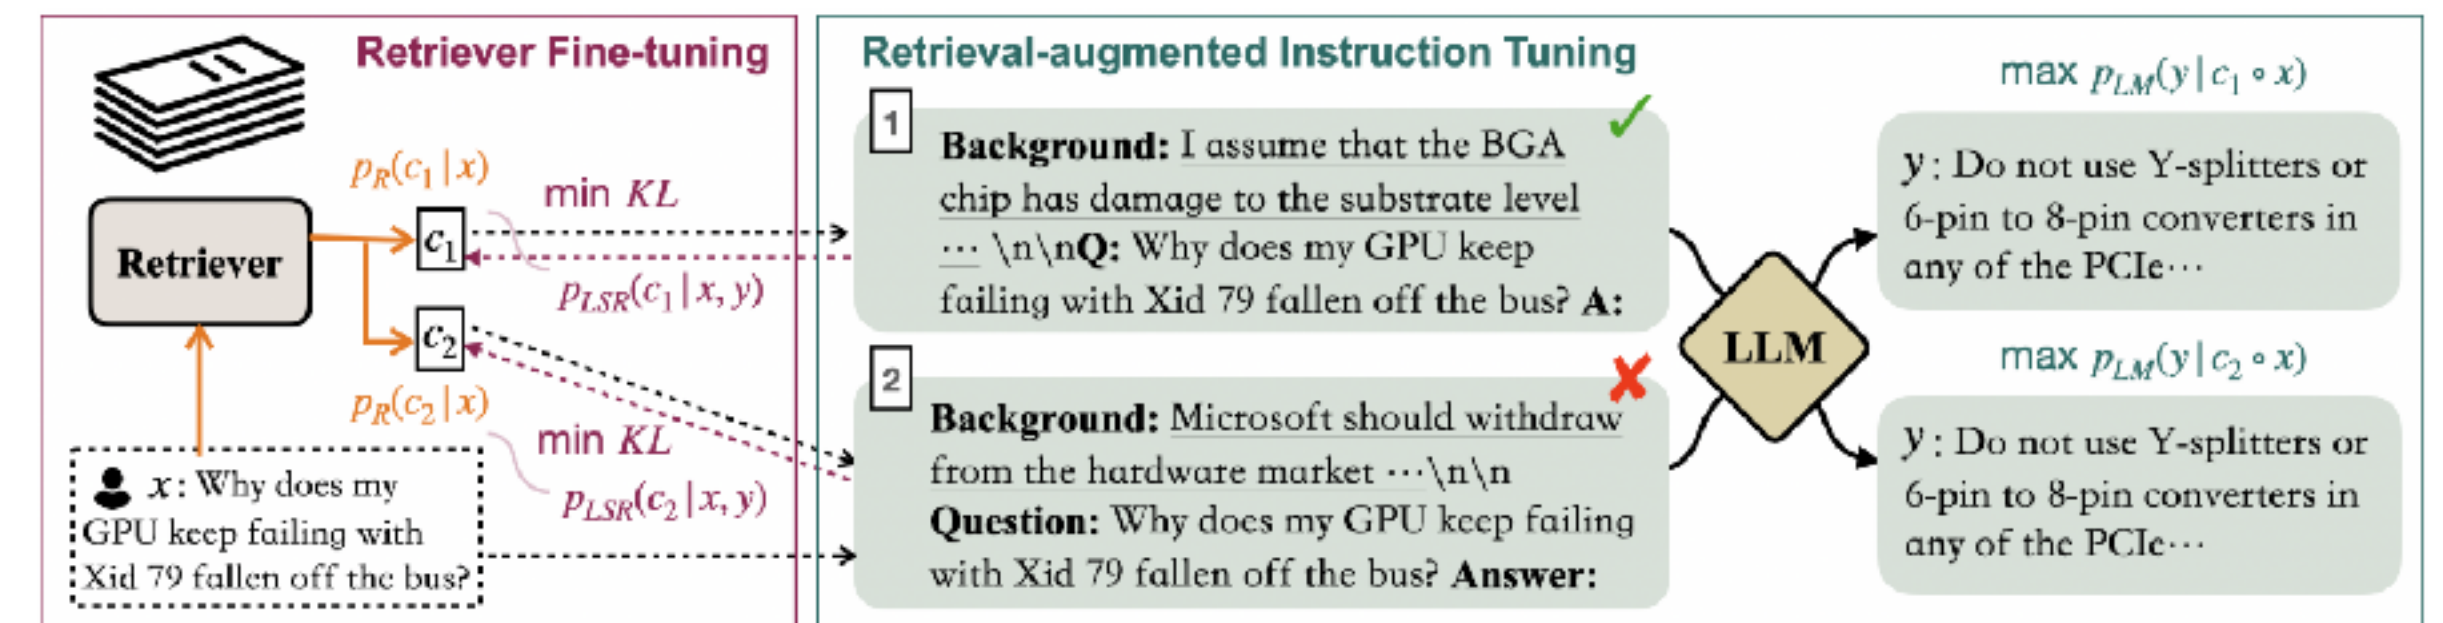 Retriever Fine-tuning
p_R(c_1|x)
min KL
Retriever
c_1
p_LSR(c_1|x, y)
c_2
p_R(c_2|x)
min KL
p_LSR(c_2|x, y)
x: Why does my
GPU keep failing with
Xid 79 fallen off the bus?
Retrieval-augmented Instruction Tuning
1
Background: I assume that the BGA
chip has damage to the substrate level
... \n\nQ: Why does my GPU keep
failing with Xid 79 fallen off the bus? A:
2
Background: Microsoft should withdraw
from the hardware market ...\n\n
Question: Why does my GPU keep failing
with Xid 79 fallen off the bus? Answer:
LLM
max p_LM(y|c_1 ∘ x)
y: Do not use Y-splitters or
6-pin to 8-pin converters in
any of the PCIe...
max p_LM(y|c_2 ∘ x)
y: Do not use Y-splitters or
6-pin to 8-pin converters in
any of the PCIe...